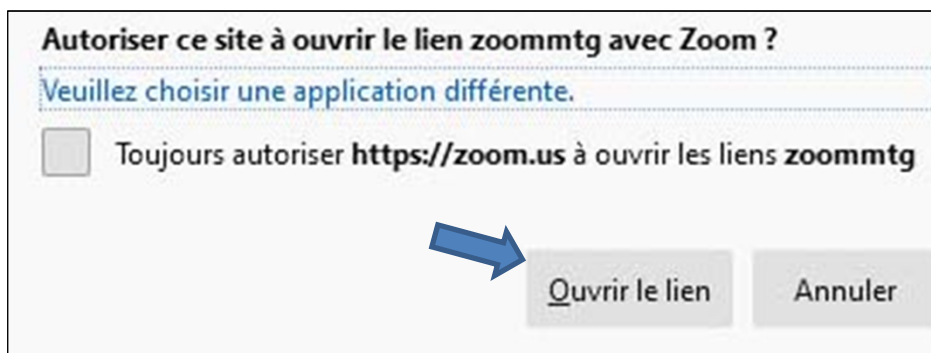 Autoriser ce site à ouvrir le lien zoommtg avec Zoom ?
Veuillez choisir une application différente.
Toujours autoriser https://zoom.us à ouvrir les liens zoommtg
Ouvrir le lien Annuler